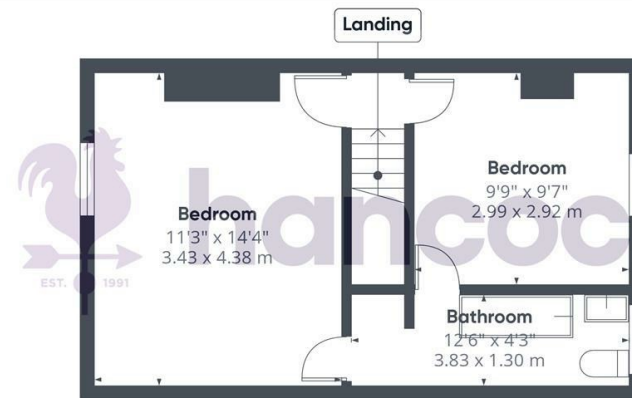 Landing
Bedroom
11'3" x 14'4"
3.43 x 4.38 m
Bedroom
9'9" x 9'7"
2.99 x 2.92 m
hancoc
EST. 1991
Bathroom
12'6" x 4'3"
3.83 x 1.30 m